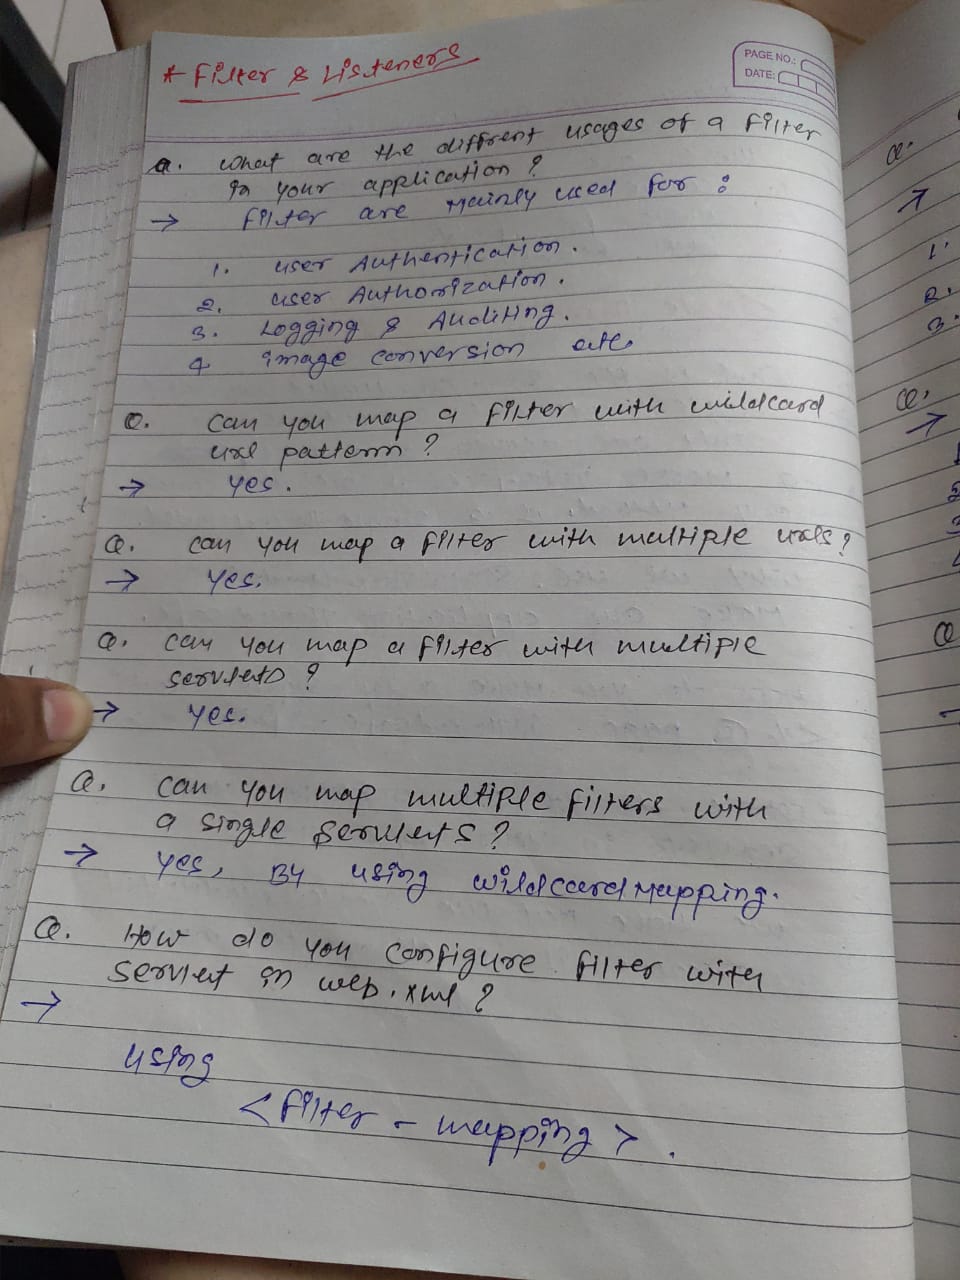 * Filter & Listeners
PAGE NO.:
DATE:
Q. What are the different usages of a filter
in your application ?
→ Filter are mainly used for :
1. user Authentication.
2. user Authorization.
3. Logging & Auditing.
4 image conversion etc.
Q. can you map a filter with wildcard
url pattern ?
→ yes.
Q. can you map a filter with multiple urls ?
→ yes.
Q. can you map a filter with multiple
servlets ?
→ yes.
Q. can you map multiple filters with
a single servlets ?
→ yes, By using wildcard Mapping.
Q. How do you configure filter with
servlet in web.xml ?
→
using
<filter - mapping>.
Q.
→
1.
2.
3.
Q.
→
2
3
Q